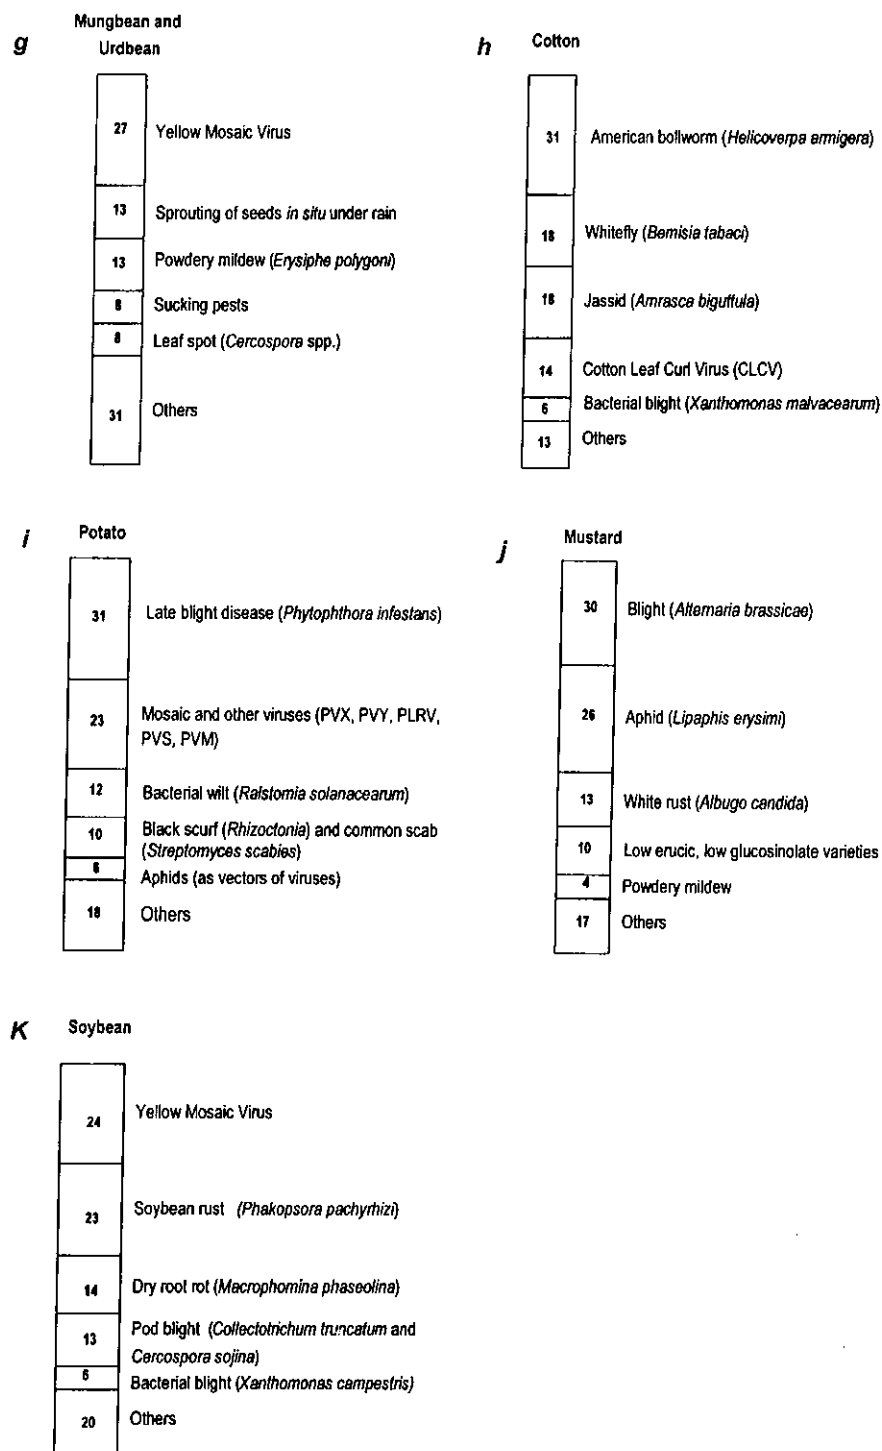 g
Mungbean and
Urdbean
27 Yellow Mosaic Virus
13 Sprouting of seeds in situ under rain
13 Powdery mildew (Erysiphe polygoni)
8 Sucking pests
8 Leaf spot (Cercospora spp.)
31 Others
h
Cotton
31 American bollworm (Helicoverpa armigera)
18 Whitefly (Bemisia tabaci)
18 Jassid (Amrasca biguffula)
14 Cotton Leaf Curl Virus (CLCV)
6 Bacterial blight (Xanthomonas malvacearum)
13 Others
i
Potato
31 Late blight disease (Phytophthora infestans)
23 Mosaic and other viruses (PVX, PVY, PLRV,
PVS, PVM)
12 Bacterial wilt (Ralstomia solanacearum)
10 Black scurf (Rhizoctonia) and common scab
(Streptomyces scabies)
6 Aphids (as vectors of viruses)
18 Others
j
Mustard
30 Blight (Alternaria brassicae)
26 Aphid (Lipaphis erysimi)
13 White rust (Albugo candida)
10 Low erucic, low glucosinolate varieties
4 Powdery mildew
17 Others
K
Soybean
24 Yellow Mosaic Virus
23 Soybean rust (Phakopsora pachyrhizi)
14 Dry root rot (Macrophomina phaseolina)
13 Pod blight (Collectotrichum truncatum and
Cercospora sojina)
6 Bacterial blight (Xanthomonas campestris)
20 Others